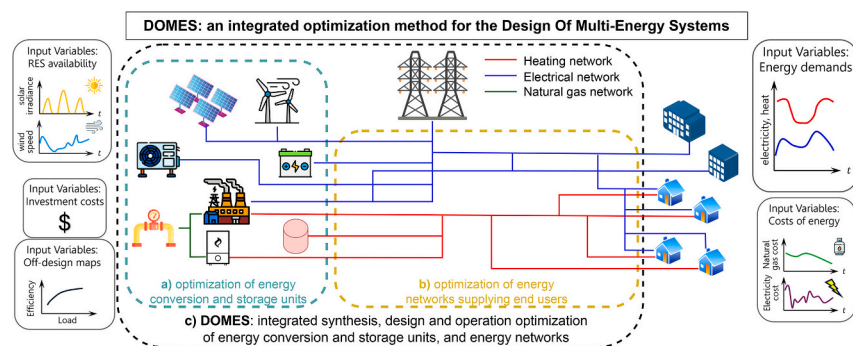 DOMES: an integrated optimization method for the Design Of Multi-Energy Systems
Input Variables:
RES availability
solar
irradiance
t
wind
speed
t
Input Variables:
Investment costs
$
Input Variables:
Off-design maps
Efficiency
Load
Heating network
Electrical network
Natural gas network
a) optimization of energy
conversion and storage units
b) optimization of energy
networks supplying end users
c) DOMES: integrated synthesis, design and operation optimization
of energy conversion and storage units, and energy networks
Input Variables:
Energy demands
electricity, heat
t
Input Variables:
Costs of energy
Natural
gas cost
t
Electricity
cost
t